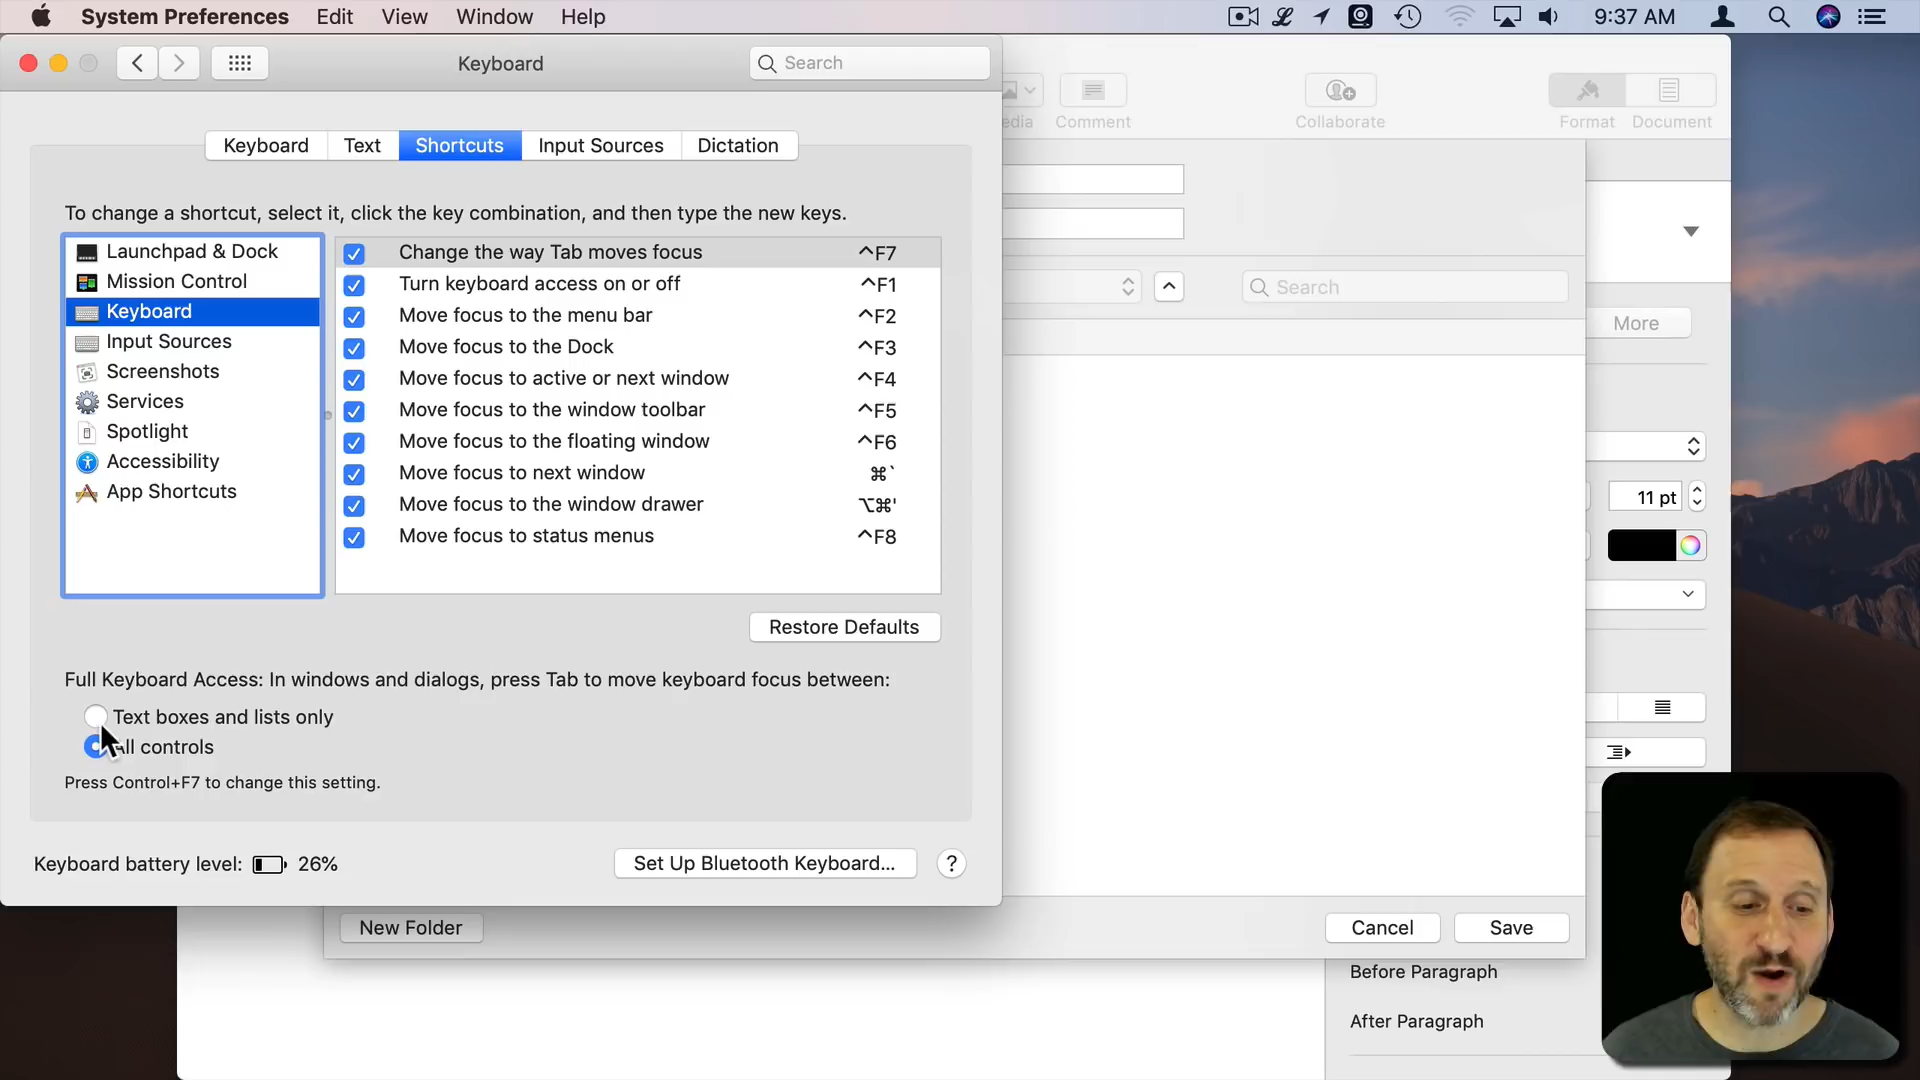 System Preferences Edit View Window Help 9:37 AM
Keyboard
Search
Keyboard Text Shortcuts Input Sources Dictation
To change a shortcut, select it, click the key combination, and then type the new keys.
Launchpad & Dock
Mission Control
Keyboard
Input Sources
Screenshots
Services
Spotlight
Accessibility
App Shortcuts
Change the way Tab moves focus ^F7
Turn keyboard access on or off ^F1
Move focus to the menu bar ^F2
Move focus to the Dock ^F3
Move focus to active or next window ^F4
Move focus to the window toolbar ^F5
Move focus to the floating window ^F6
Move focus to next window ⌘`
Move focus to the window drawer ⌥⌘'
Move focus to status menus ^F8
Restore Defaults
Full Keyboard Access: In windows and dialogs, press Tab to move keyboard focus between:
Text boxes and lists only
All controls
Press Control+F7 to change this setting.
Keyboard battery level: 26%
Set Up Bluetooth Keyboard... ?
edia Comment Collaborate Format Document
Search
More
11 pt
New Folder Cancel Save
Before Paragraph
After Paragraph